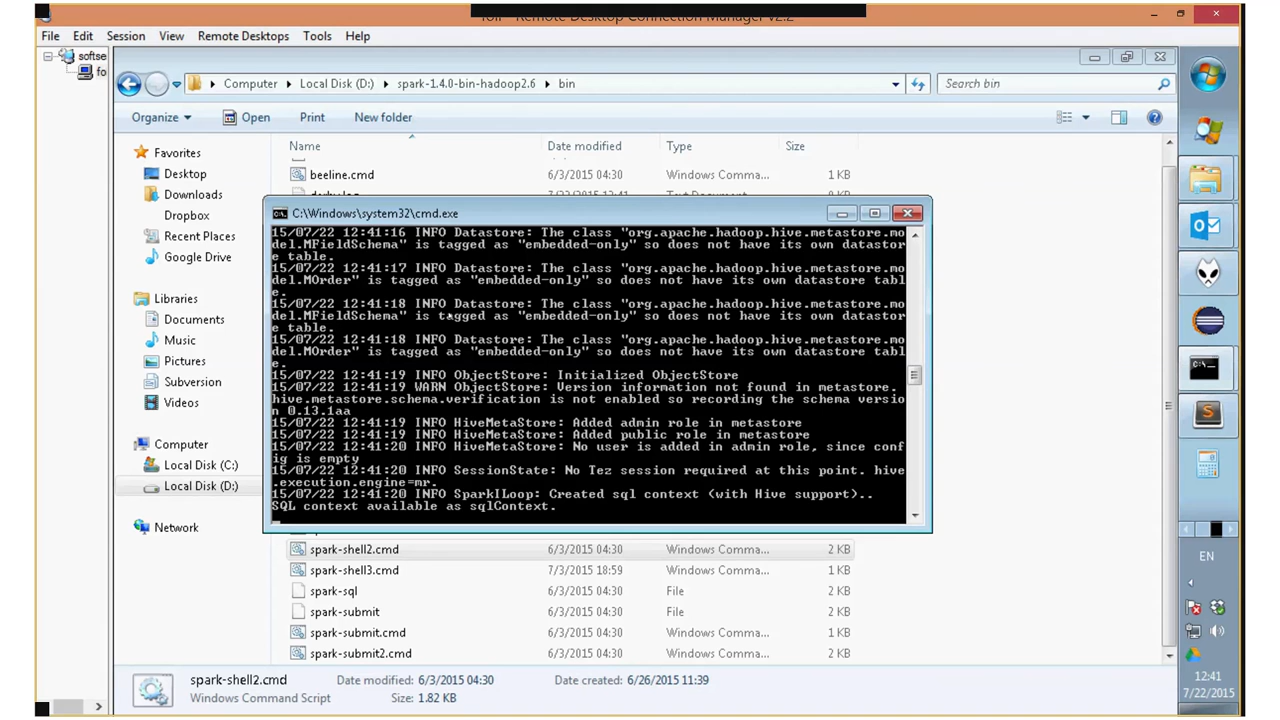 Remote Desktop Connection Manager v2.2
File Edit Session View Remote Desktops Tools Help
softse
fo
Computer Local Disk (D:) spark-1.4.0-bin-hadoop2.6 bin
Search bin
Organize Open Print New folder
Name Date modified Type Size
Favorites
Desktop
Downloads
Dropbox
Recent Places
Google Drive
Libraries
Documents
Music
Pictures
Subversion
Videos
Computer
Local Disk (C:)
Local Disk (D:)
Network
beeline.cmd 6/3/2015 04:30 Windows Comma... 1 KB
C:\Windows\system32\cmd.exe
15/07/22 12:41:16 INFO Datastore: The class "org.apache.hadoop.hive.metastore.mo
del.MFieldSchema" is tagged as "embedded-only" so does not have its own datastor
e table.
15/07/22 12:41:17 INFO Datastore: The class "org.apache.hadoop.hive.metastore.mo
del.MOrder" is tagged as "embedded-only" so does not have its own datastore tabl
e.
15/07/22 12:41:18 INFO Datastore: The class "org.apache.hadoop.hive.metastore.mo
del.MFieldSchema" is tagged as "embedded-only" so does not have its own datastor
e table.
15/07/22 12:41:18 INFO Datastore: The class "org.apache.hadoop.hive.metastore.mo
del.MOrder" is tagged as "embedded-only" so does not have its own datastore tabl
e.
15/07/22 12:41:19 INFO ObjectStore: Initialized ObjectStore
15/07/22 12:41:19 WARN ObjectStore: Version information not found in metastore.
hive.metastore.schema.verification is not enabled so recording the schema versio
n 0.13.1aa
15/07/22 12:41:19 INFO HiveMetaStore: Added admin role in metastore
15/07/22 12:41:19 INFO HiveMetaStore: Added public role in metastore
15/07/22 12:41:20 INFO HiveMetaStore: No user is added in admin role, since conf
ig is empty
15/07/22 12:41:20 INFO SessionState: No Tez session required at this point. hive
.execution.engine=mr.
15/07/22 12:41:20 INFO SparkILoop: Created sql context (with Hive support)..
SQL context available as sqlContext.
spark-shell2.cmd 6/3/2015 04:30 Windows Comma... 2 KB
spark-shell3.cmd 7/3/2015 18:59 Windows Comma... 1 KB
spark-sql 6/3/2015 04:30 File 1 KB
spark-submit 6/3/2015 04:30 File 1 KB
spark-submit.cmd 6/3/2015 04:30 Windows Comma... 1 KB
spark-submit2.cmd 6/3/2015 04:30 Windows Comma... 2 KB
spark-shell2.cmd Date modified: 6/3/2015 04:30 Date created: 6/26/2015 11:39
Windows Command Script Size: 1.82 KB
EN
12:41
7/22/2015